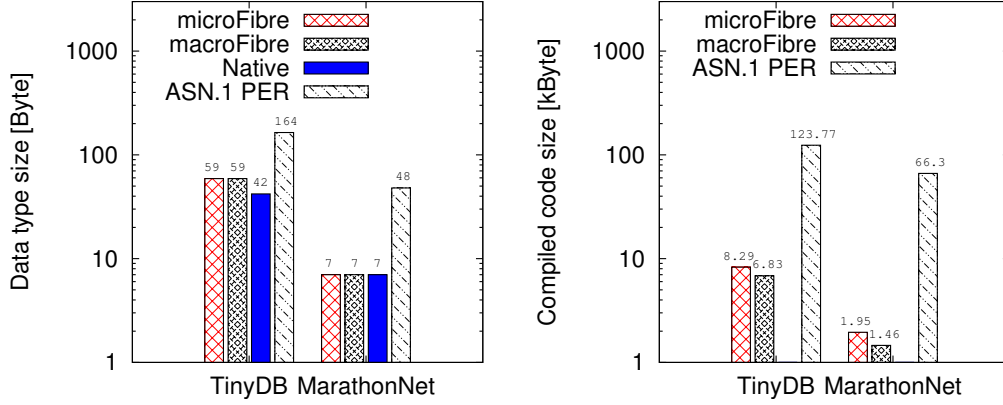 microFibre
macroFibre
Native
ASN.1 PER
Data type size [Byte]
1000
100
10
1
59
59
42
164
7
7
7
48
TinyDB MarathonNet
microFibre
macroFibre
ASN.1 PER
Compiled code size [kByte]
1000
100
10
1
8.29
6.83
123.77
1.95
1.46
66.3
TinyDB MarathonNet